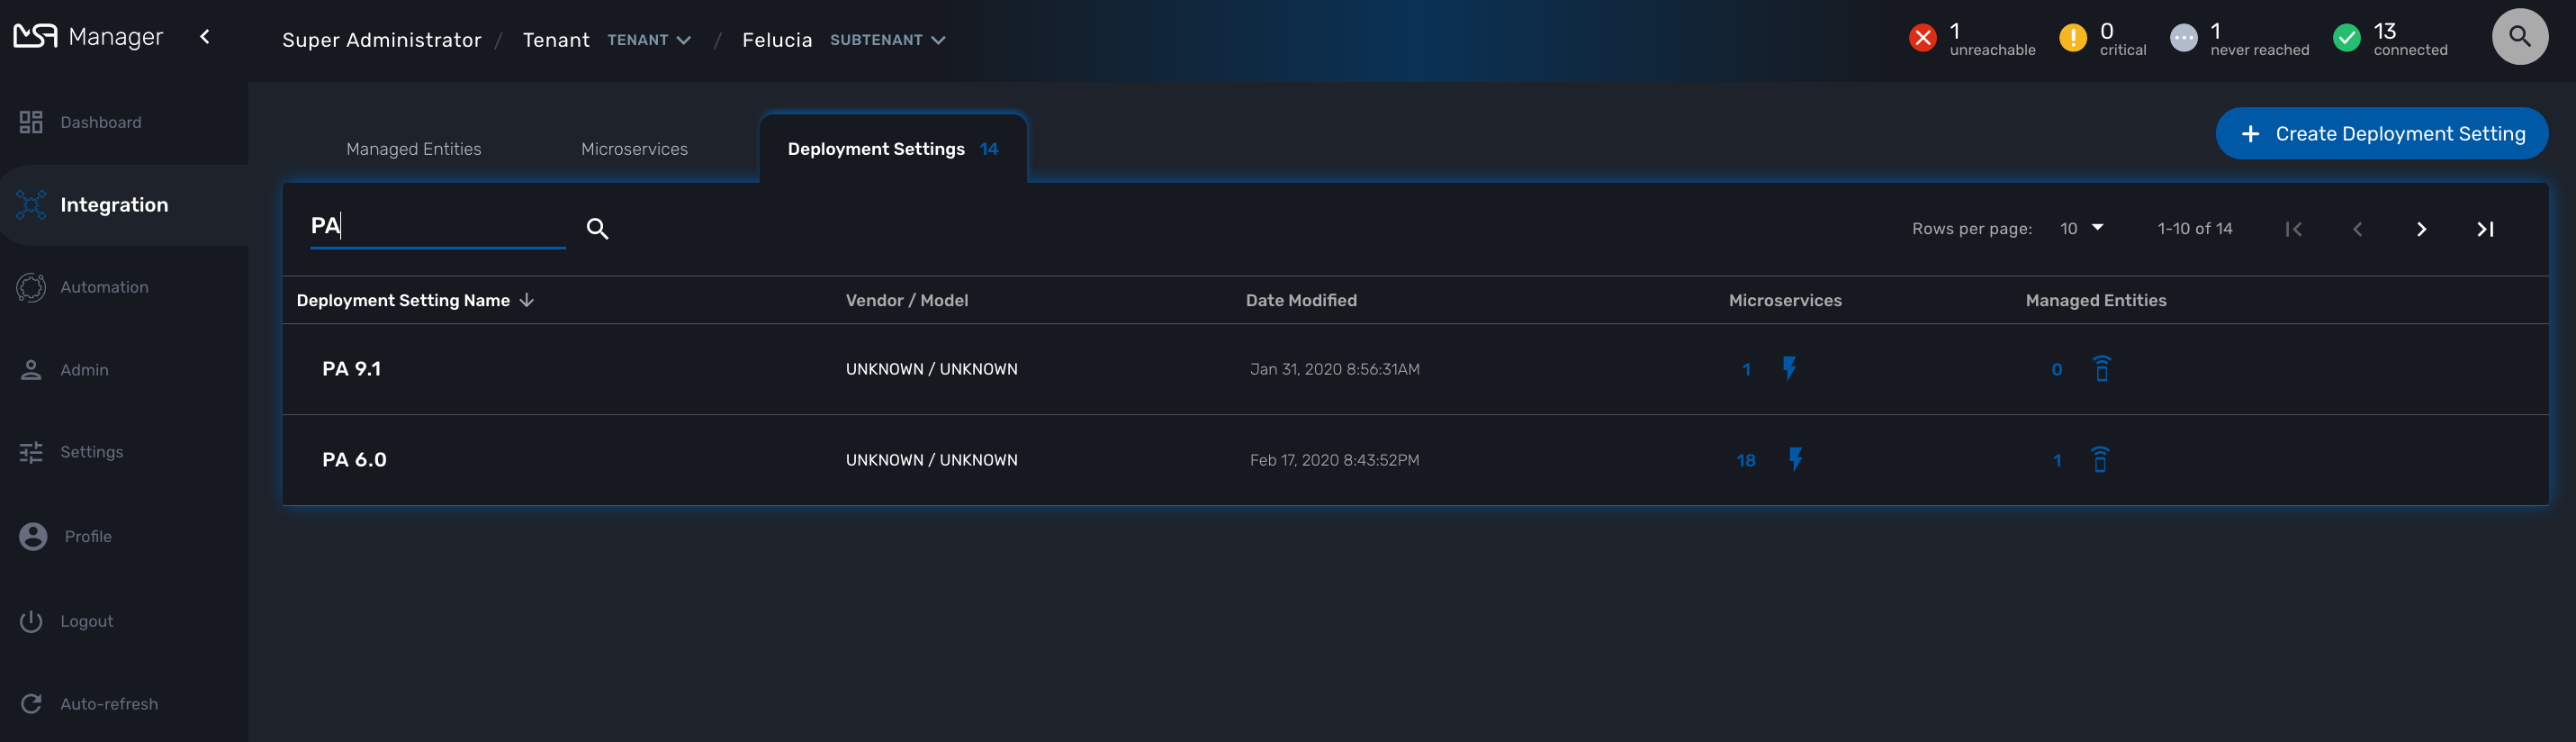 MSA Manager
Super Administrator / Tenant TENANT / Felucia SUBTENANT
1 unreachable
0 critical
1 never reached
13 connected
Dashboard
Integration
Automation
Admin
Settings
Profile
Logout
Auto-refresh
Managed Entities Microservices Deployment Settings 14
+ Create Deployment Setting
PA
Rows per page: 10 1-10 of 14
Deployment Setting Name Vendor / Model Date Modified Microservices Managed Entities
PA 9.1 UNKNOWN / UNKNOWN Jan 31, 2020 8:56:31AM 1 0
PA 6.0 UNKNOWN / UNKNOWN Feb 17, 2020 8:43:52PM 18 1